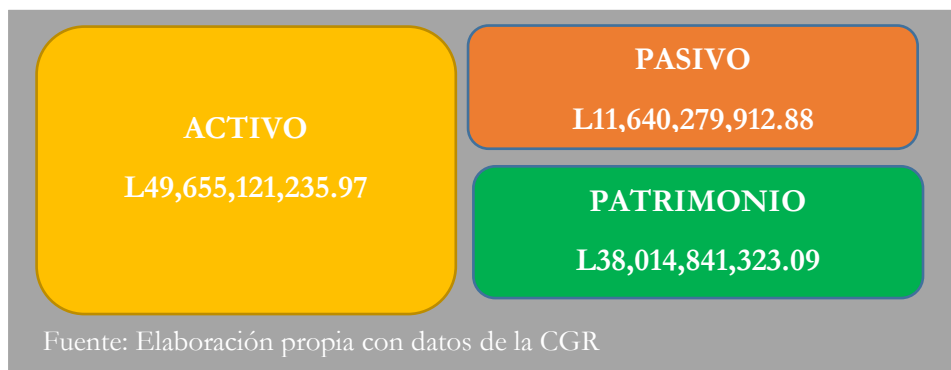 ACTIVO
L49,655,121,235.97
PASIVO
L11,640,279,912.88
PATRIMONIO
L38,014,841,323.09
Fuente: Elaboración propia con datos de la CGR